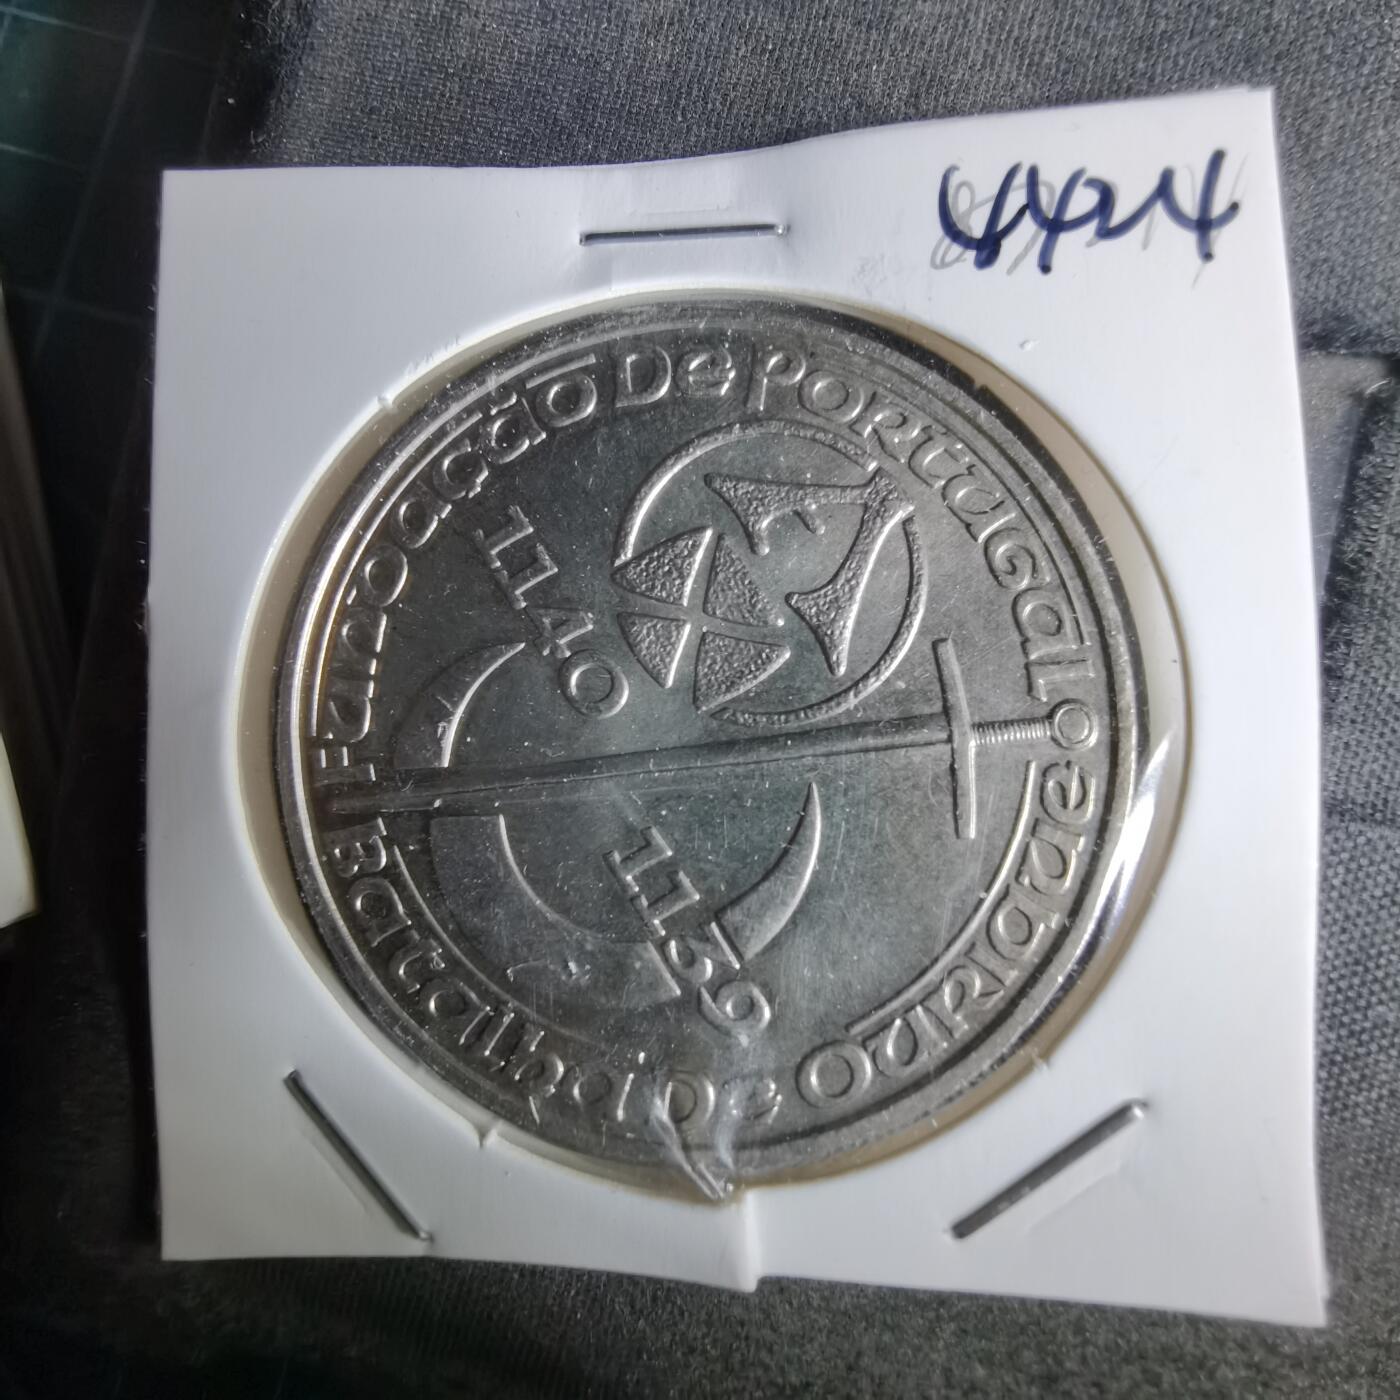 4424
Fundação De Portugal
1140
1139
Batalha de Ourique